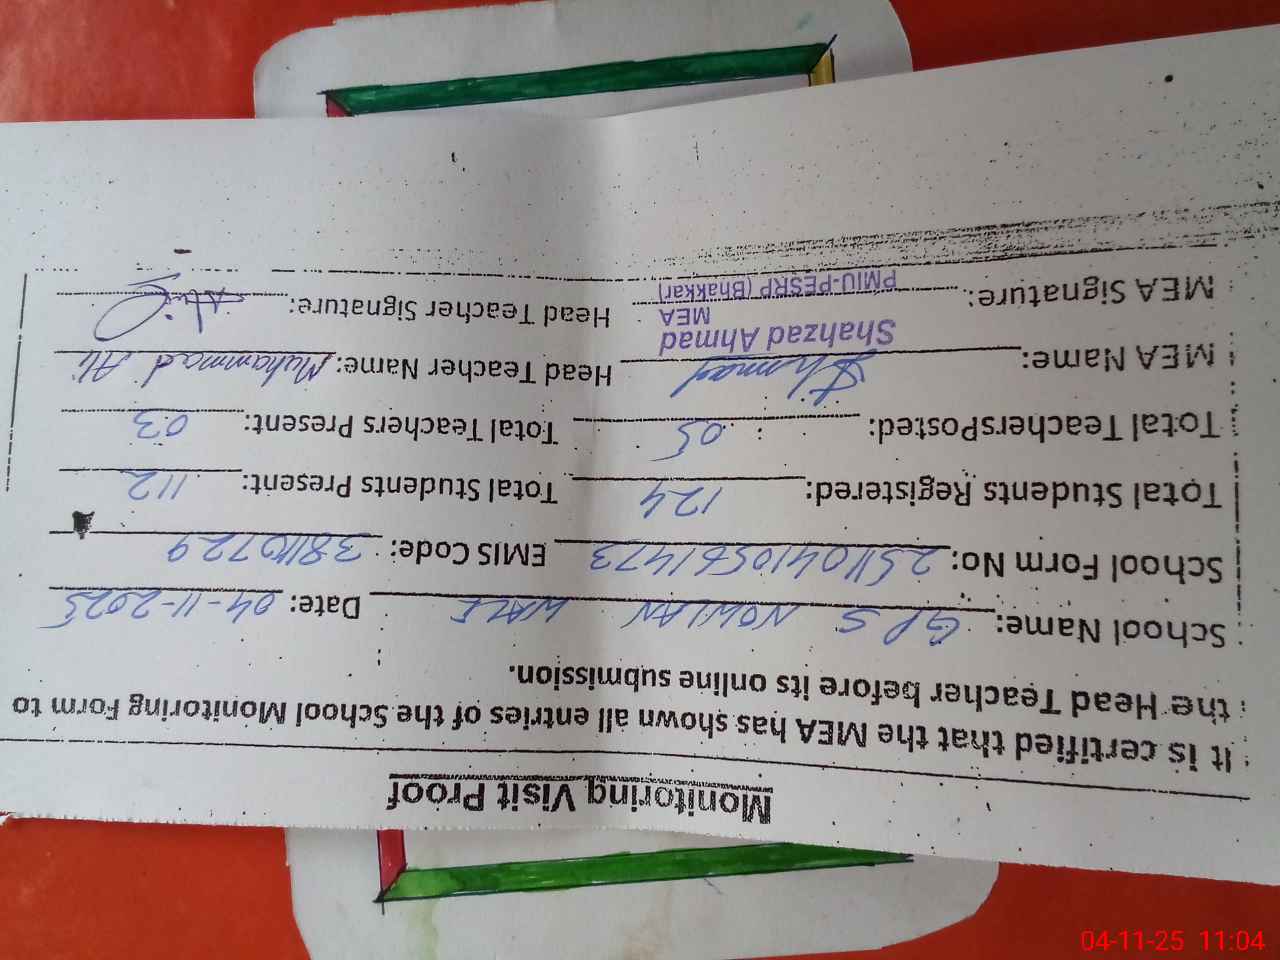 Monitoring Visit Proof
It is certified that the MEA has shown all entries of the School Monitoring Form to
the Head Teacher before its online submission.
School Name: GPS NOWLAN WALE Date: 04-11-2025
School Form No: EMIS Code: 38110729
Total Students Registered: 124 Total Students Present: 112
Total TeachersPosted: 05 Total Teachers Present: 03
MEA Name: Head Teacher Name: Muhammad Ali
Shahzad Ahmad
MEA
PMIU-PESRP (Bhakkar)
MEA Signature: Head Teacher Signature:
04-11-25 11:04